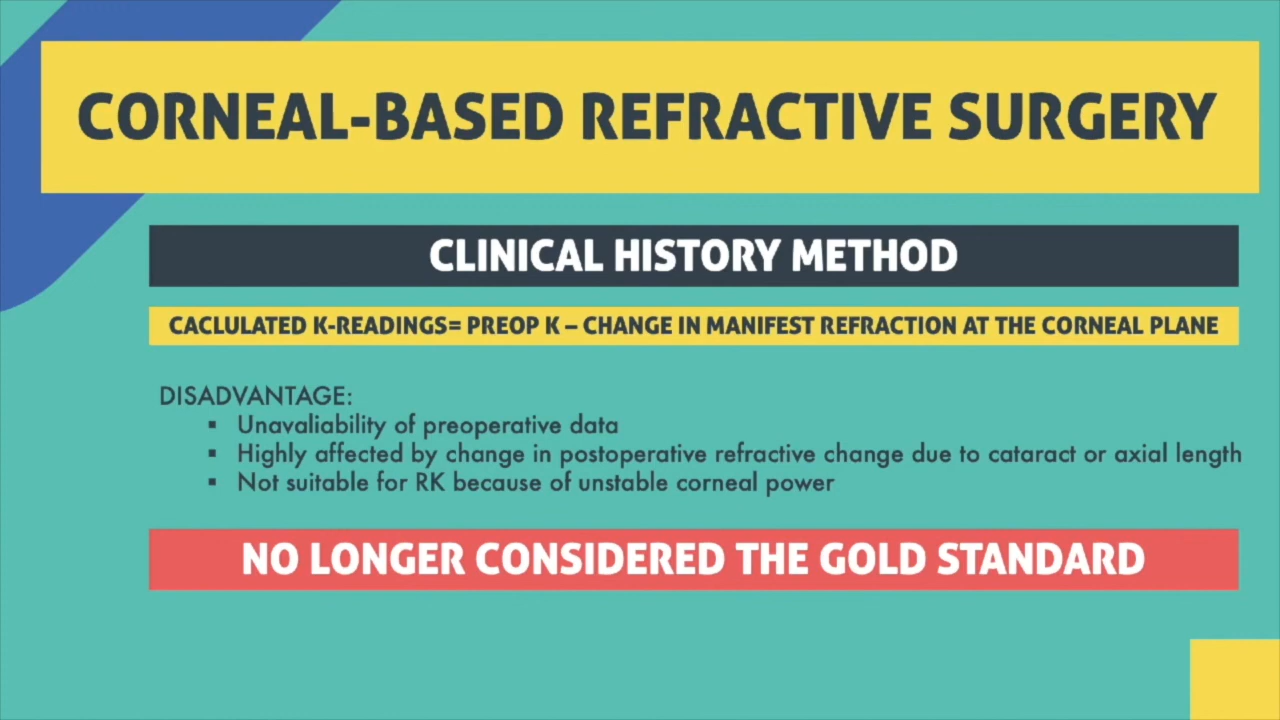 CORNEAL-BASED REFRACTIVE SURGERY
CLINICAL HISTORY METHOD
CACLULATED K-READINGS= PREOP K – CHANGE IN MANIFEST REFRACTION AT THE CORNEAL PLANE
DISADVANTAGE:
▪ Unavaliability of preoperative data
▪ Highly affected by change in postoperative refractive change due to cataract or axial length
▪ Not suitable for RK because of unstable corneal power
NO LONGER CONSIDERED THE GOLD STANDARD